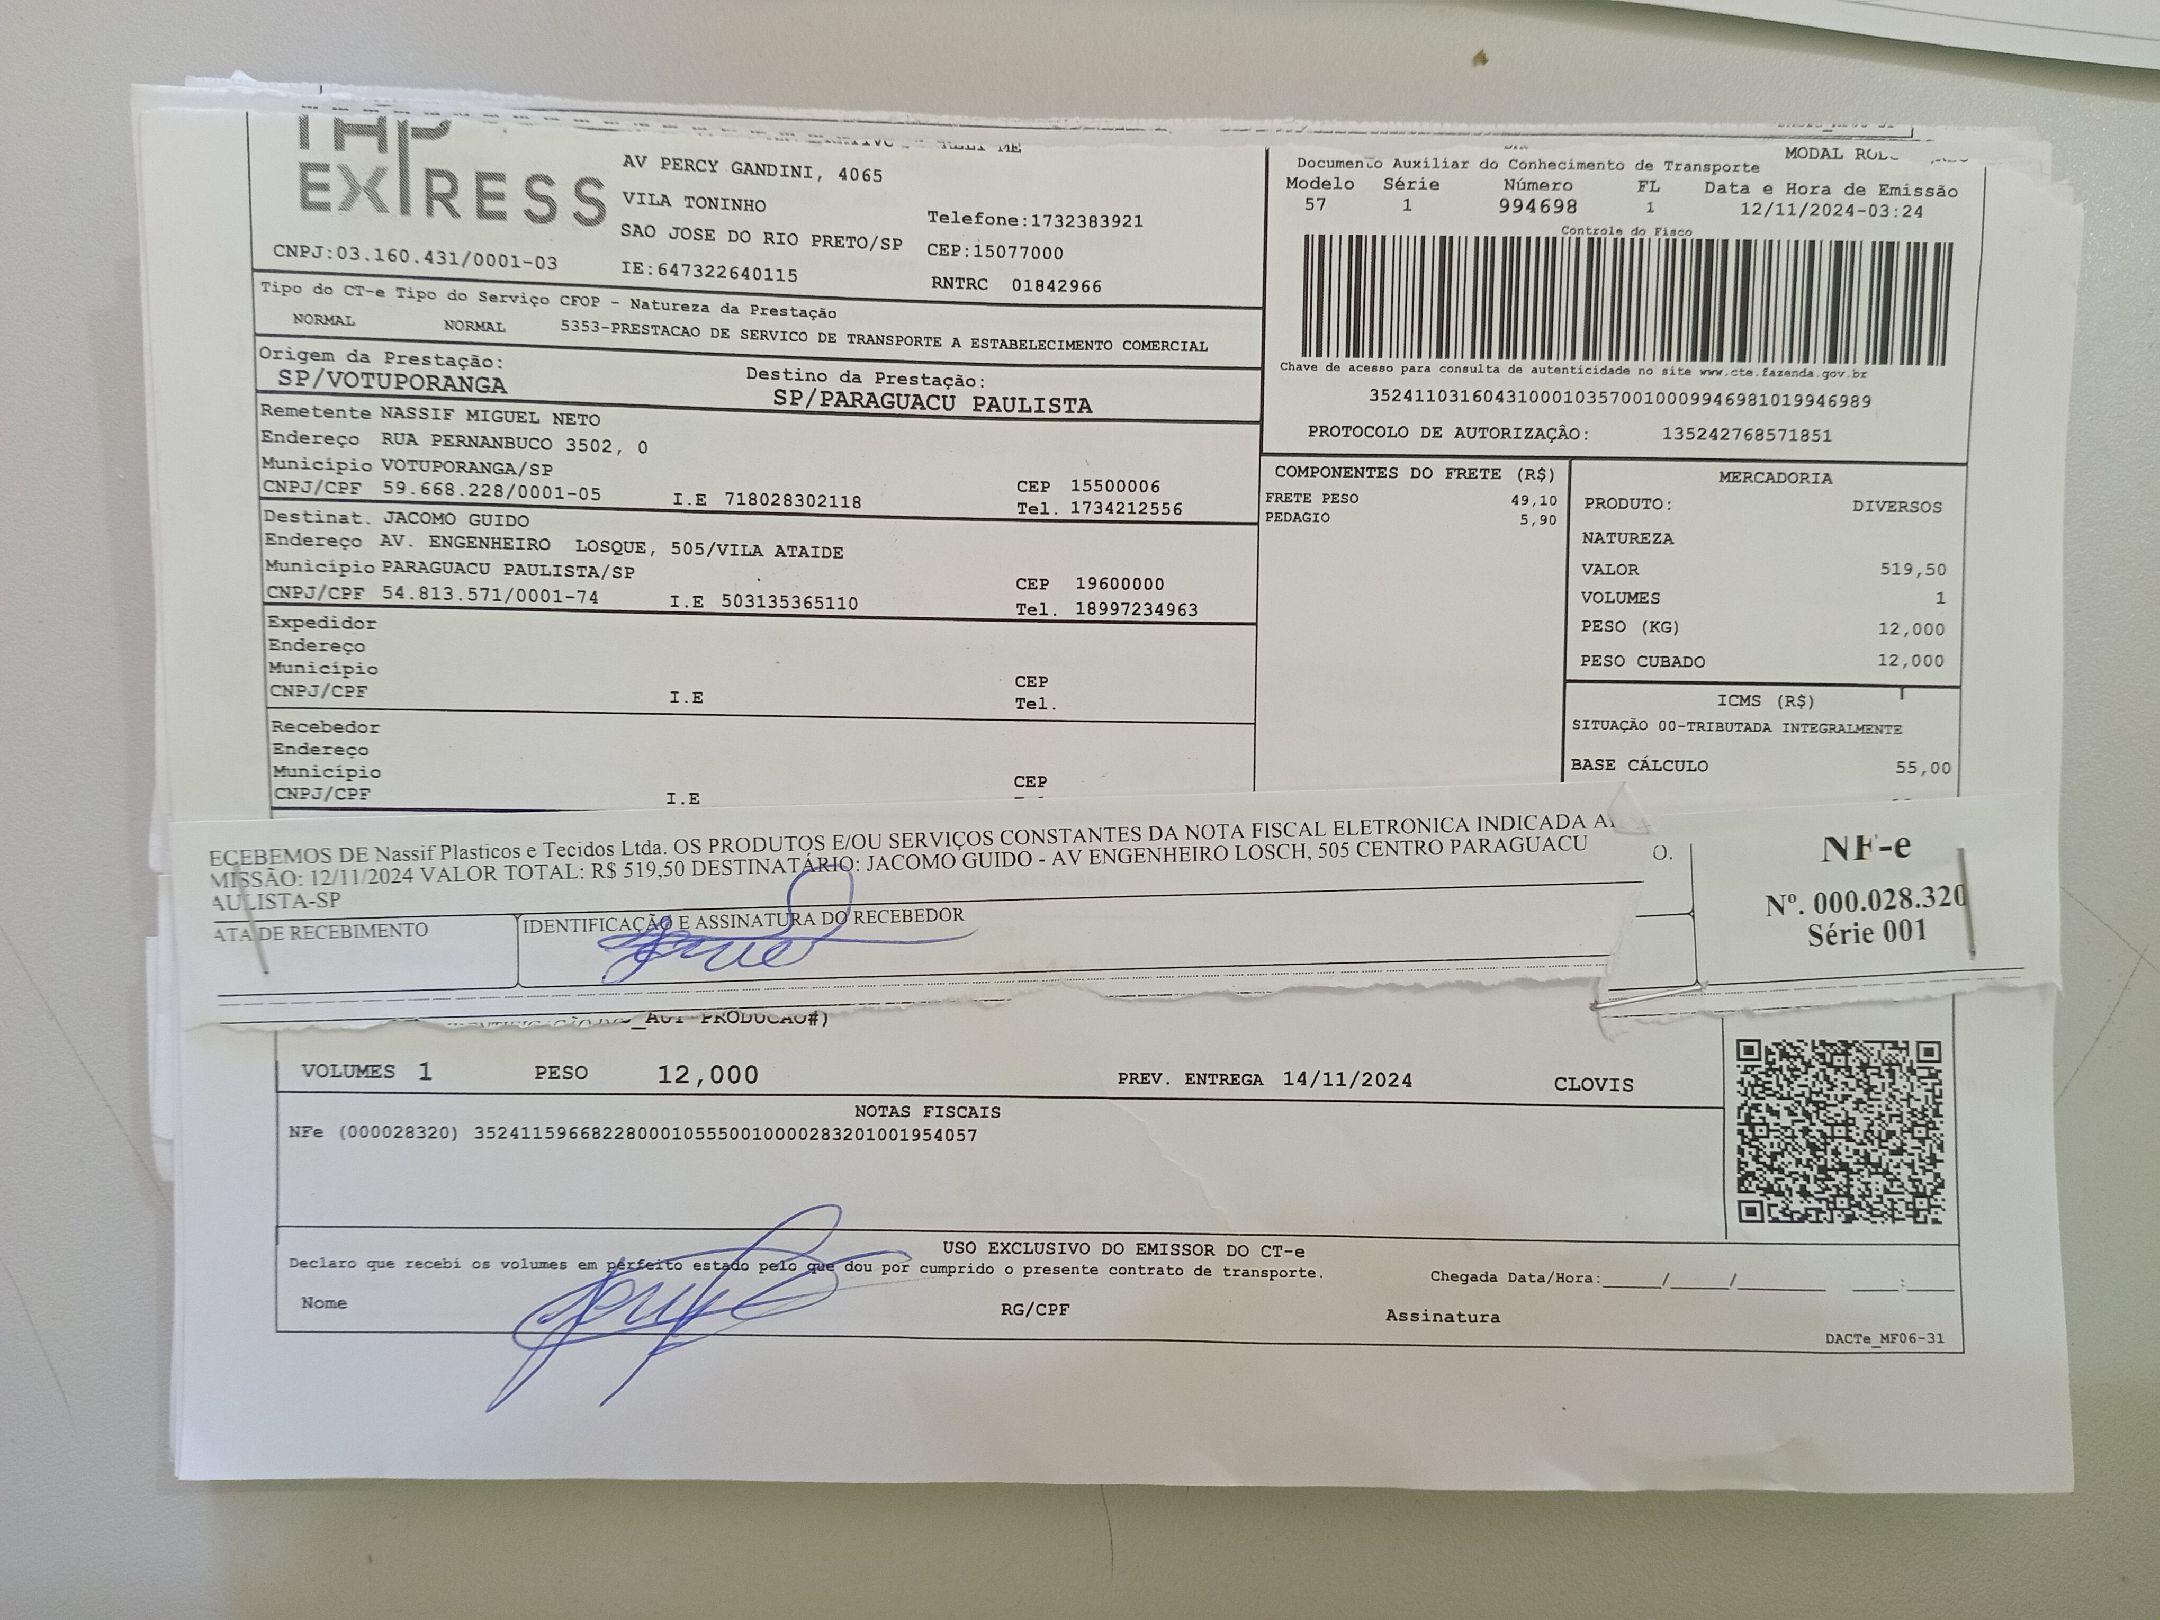 EXPRESS
AV PERCY GANDINI, 4065
VILA TONINHO
SAO JOSE DO RIO PRETO/SP
Telefone:1732383921
CEP:15077000
CNPJ:03.160.431/0001-03
IE:647322640115
RNTRC 01842966
MODAL
Documento Auxiliar do Conhecimento de Transporte
Modelo Série Número FL Data e Hora de Emissão
57 1 994698 1 12/11/2024-03:24
Controle do Fisco
Chave de acesso para consulta de autenticidade no site www.cte.fazenda.gov.br
35241103160431000103570010009946981019946989
PROTOCOLO DE AUTORIZAÇÃO: 135242768571851
Tipo do CT-e Tipo do Serviço CFOP - Natureza da Prestação
NORMAL NORMAL 5353-PRESTACAO DE SERVICO DE TRANSPORTE A ESTABELECIMENTO COMERCIAL
Origem da Prestação:
SP/VOTUPORANGA
Destino da Prestação:
SP/PARAGUACU PAULISTA
Remetente NASSIF MIGUEL NETO
Endereço RUA PERNANBUCO 3502, 0
Município VOTUPORANGA/SP
CEP 15500006
CNPJ/CPF 59.668.228/0001-05 I.E 718028302118 Tel. 1734212556
Destinat. JACOMO GUIDO
Endereço AV. ENGENHEIRO LOSQUE, 505/VILA ATAIDE
Município PARAGUACU PAULISTA/SP
CEP 19600000
CNPJ/CPF 54.813.571/0001-74 I.E 503135365110 Tel. 18997234963
Expedidor
Endereço
Município
CEP
CNPJ/CPF I.E Tel.
Recebedor
Endereço
Município
CEP
CNPJ/CPF I.E
COMPONENTES DO FRETE (R$)
FRETE PESO 49,10
PEDAGIO 5,90
MERCADORIA
PRODUTO: DIVERSOS
NATUREZA
VALOR 519,50
VOLUMES 1
PESO (KG) 12,000
PESO CUBADO 12,000
ICMS (R$)
SITUAÇÃO 00-TRIBUTADA INTEGRALMENTE
BASE CÁLCULO 55,00
ECEBEMOS DE Nassif Plasticos e Tecidos Ltda. OS PRODUTOS E/OU SERVIÇOS CONSTANTES DA NOTA FISCAL ELETRONICA INDICADA
MISSÃO: 12/11/2024 VALOR TOTAL: R$ 519,50 DESTINATÁRIO: JACOMO GUIDO - AV ENGENHEIRO LOSCH, 505 CENTRO PARAGUACU
AULISTA-SP
ATA DE RECEBIMENTO
IDENTIFICAÇÃO E ASSINATURA DO RECEBEDOR
O.
NF-e
Nº. 000.028.320
Série 001
VOLUMES 1 PESO 12,000 PREV. ENTREGA 14/11/2024 CLOVIS
NOTAS FISCAIS
NFe (000028320) 35241159668228000105550010000283201001954057
USO EXCLUSIVO DO EMISSOR DO CT-e
Declaro que recebi os volumes em perfeito estado pelo que dou por cumprido o presente contrato de transporte.
Chegada Data/Hora:____/____/____ ____:____
Nome RG/CPF Assinatura
DACTe_MF06-31